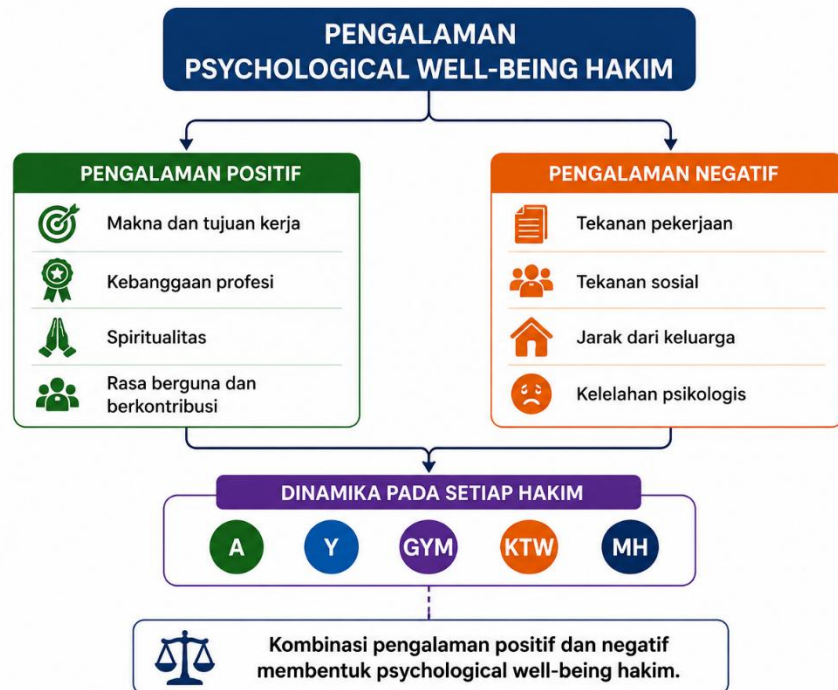 PENGALAMAN
PSYCHOLOGICAL WELL-BEING HAKIM
PENGALAMAN POSITIF
Makna dan tujuan kerja
Kebanggaan profesi
Spiritualitas
Rasa berguna dan
berkontribusi
PENGALAMAN NEGATIF
Tekanan pekerjaan
Tekanan sosial
Jarak dari keluarga
Kelelahan psikologis
DINAMIKA PADA SETIAP HAKIM
A
Y
GYM
KTW
MH
Kombinasi pengalaman positif dan negatif
membentuk psychological well-being hakim.